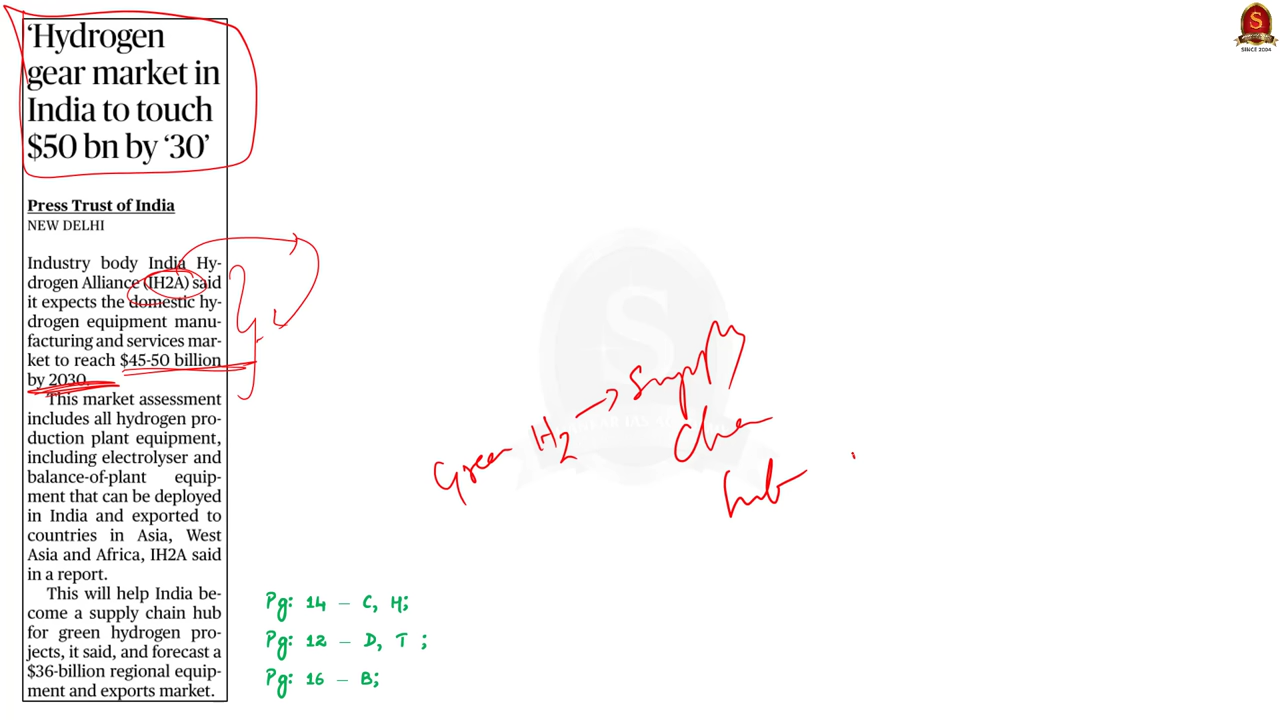 ‘Hydrogen
gear market in
India to touch
$50 bn by ‘30’
Press Trust of India
NEW DELHI
Industry body India Hy-
drogen Alliance (IH2A) said
it expects the domestic hy-
drogen equipment manu-
facturing and services mar-
ket to reach $45-50 billion
by 2030.
This market assessment
includes all hydrogen pro-
duction plant equipment,
including electrolyser and
balance-of-plant equip-
ment that can be deployed
in India and exported to
countries in Asia, West
Asia and Africa, IH2A said
in a report.
This will help India be-
come a supply chain hub
for green hydrogen pro-
jects, it said, and forecast a
$36-billion regional equip-
ment and exports market.
Green H2 → Supply
Chain
hub
Pg: 14 – C, H;
Pg: 12 – D, T ;
Pg: 16 – B;
S
SINCE 2004